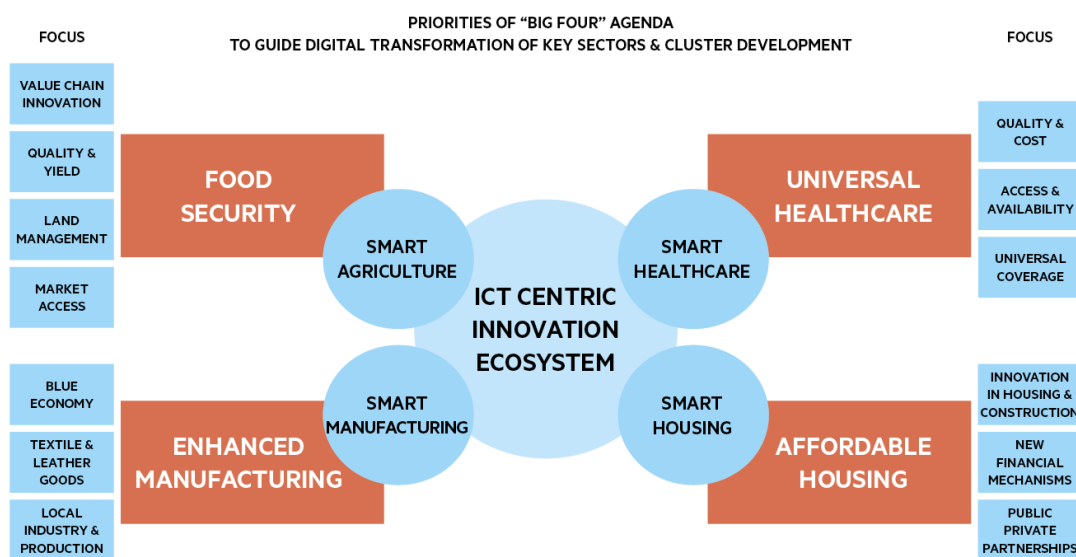 PRIORITIES OF “BIG FOUR” AGENDA
TO GUIDE DIGITAL TRANSFORMATION OF KEY SECTORS & CLUSTER DEVELOPMENT
FOCUS
VALUE CHAIN
INNOVATION
QUALITY &
YIELD
LAND
MANAGEMENT
MARKET
ACCESS
FOOD
SECURITY
SMART
AGRICULTURE
BLUE
ECONOMY
TEXTILE &
LEATHER
GOODS
LOCAL
INDUSTRY &
PRODUCTION
ENHANCED
MANUFACTURING
SMART
MANUFACTURING
ICT CENTRIC
INNOVATION
ECOSYSTEM
SMART
HEALTHCARE
UNIVERSAL
HEALTHCARE
FOCUS
QUALITY &
COST
ACCESS &
AVAILABILITY
UNIVERSAL
COVERAGE
SMART
HOUSING
AFFORDABLE
HOUSING
INNOVATION
IN HOUSING &
CONSTRUCTION
NEW
FINANCIAL
MECHANISMS
PUBLIC
PRIVATE
PARTNERSHIPS